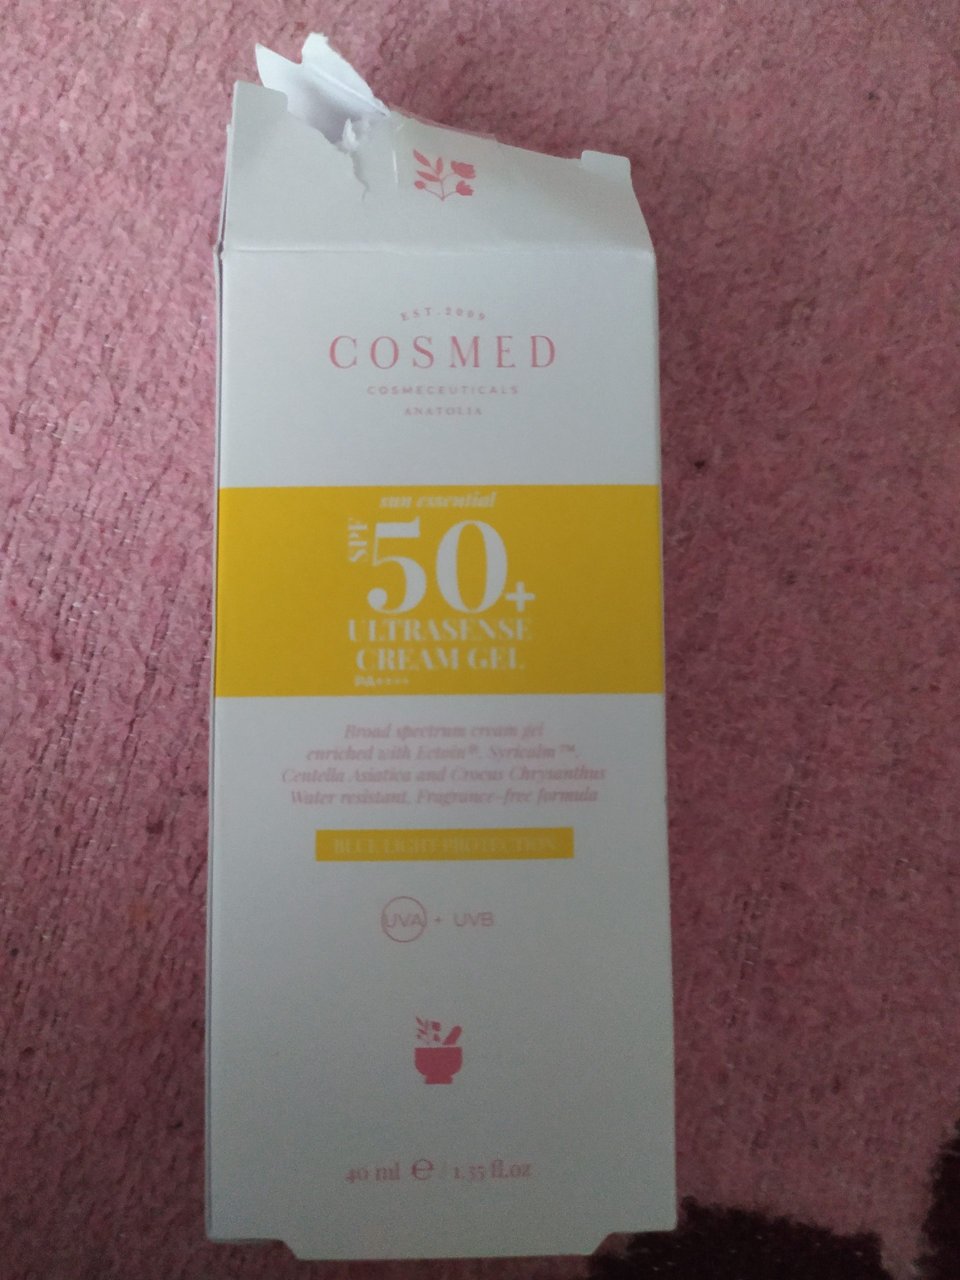 EST. 2009
COSMED
COSMECEUTICALS
ANATOLIA
sun essential
SPF 50+
ULTRASENSE
CREAM GEL
PA++++
Broad spectrum cream gel
enriched with Ectoin®, Syricalm™,
Centella Asiatica and Crocus Chrysanthus
Water resistant, Fragrance-free formula
BLUE LIGHT PROTECTION
UVA + UVB
40 ml ℮ / 1.35 fl.oz